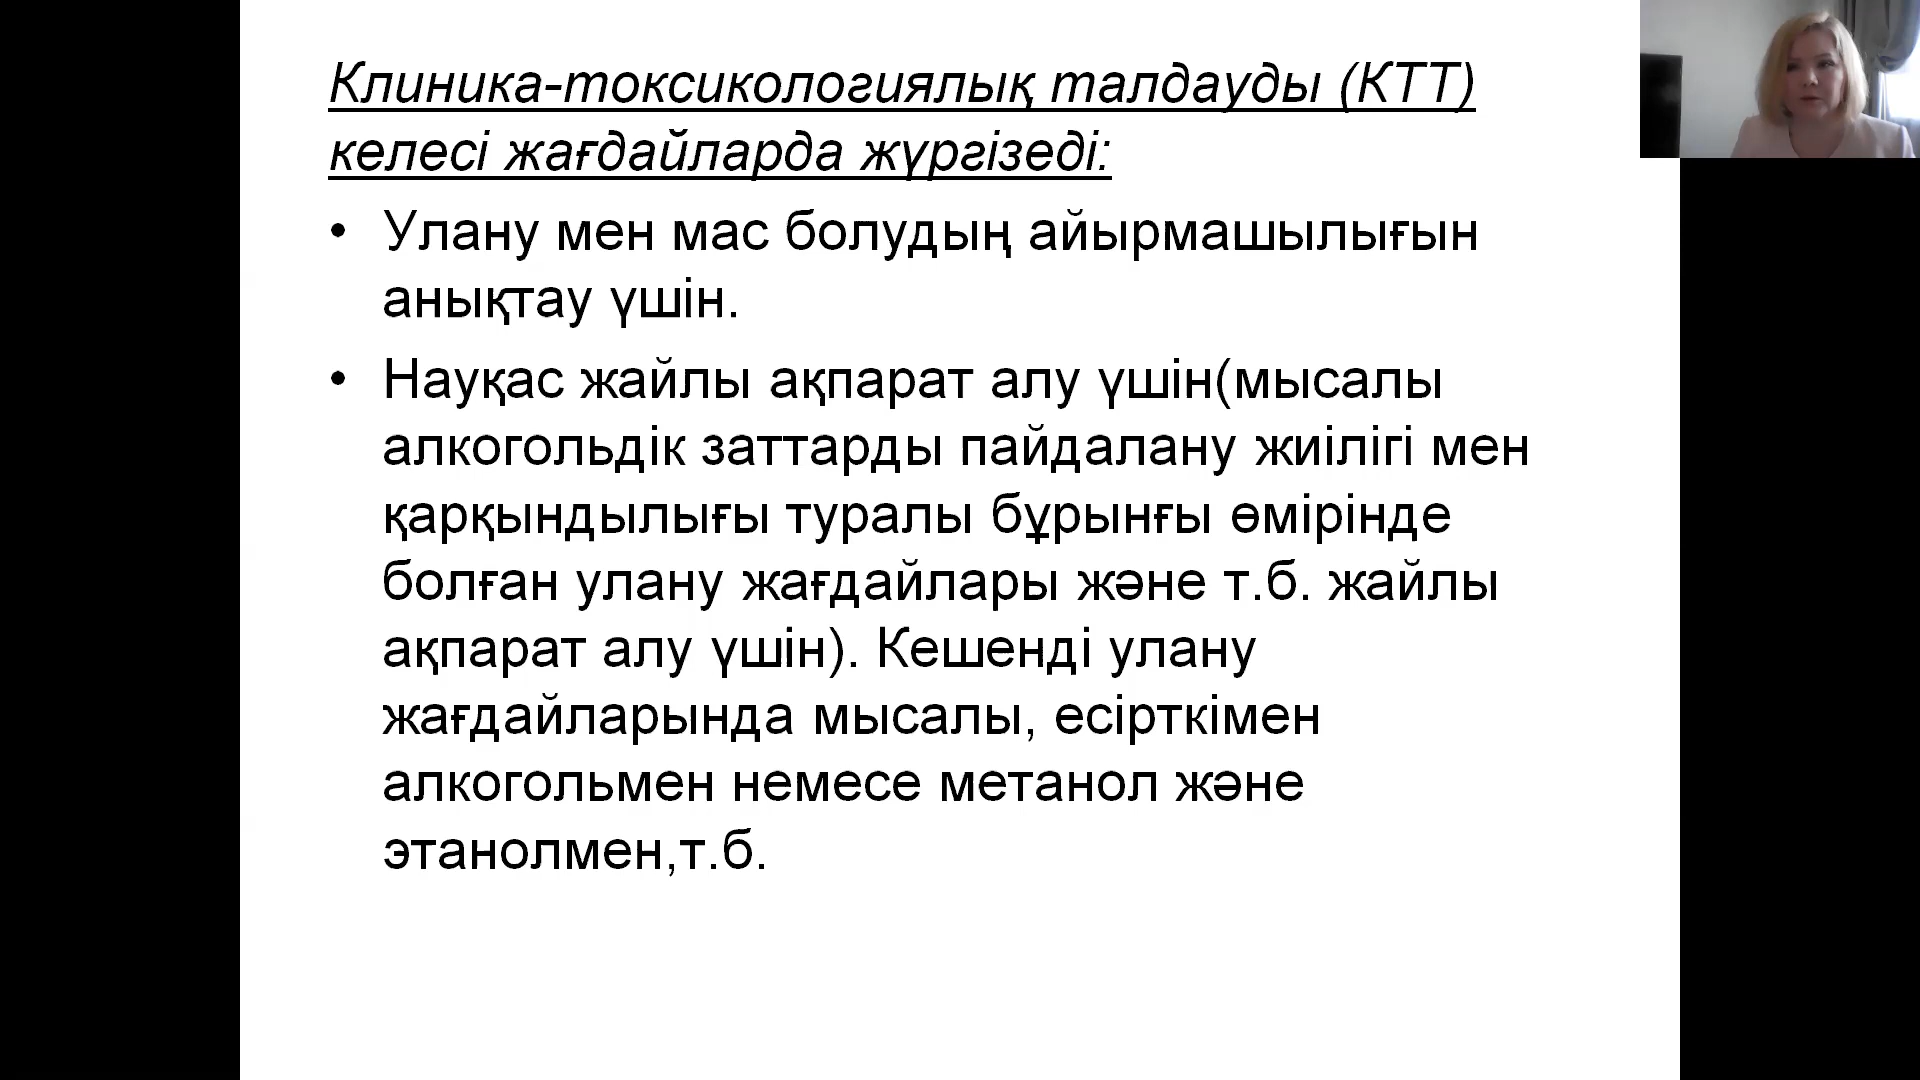 Клиника-токсикологиялық талдауды (КТТ)
келесі жағдайларда жүргізеді:
• Улану мен мас болудың айырмашылығын
анықтау үшін.
• Науқас жайлы ақпарат алу үшін(мысалы
алкогольдік заттарды пайдалану жиілігі мен
қарқындылығы туралы бұрынғы өмірінде
болған улану жағдайлары және т.б. жайлы
ақпарат алу үшін). Кешенді улану
жағдайларында мысалы, есірткімен
алкогольмен немесе метанол және
этанолмен,т.б.